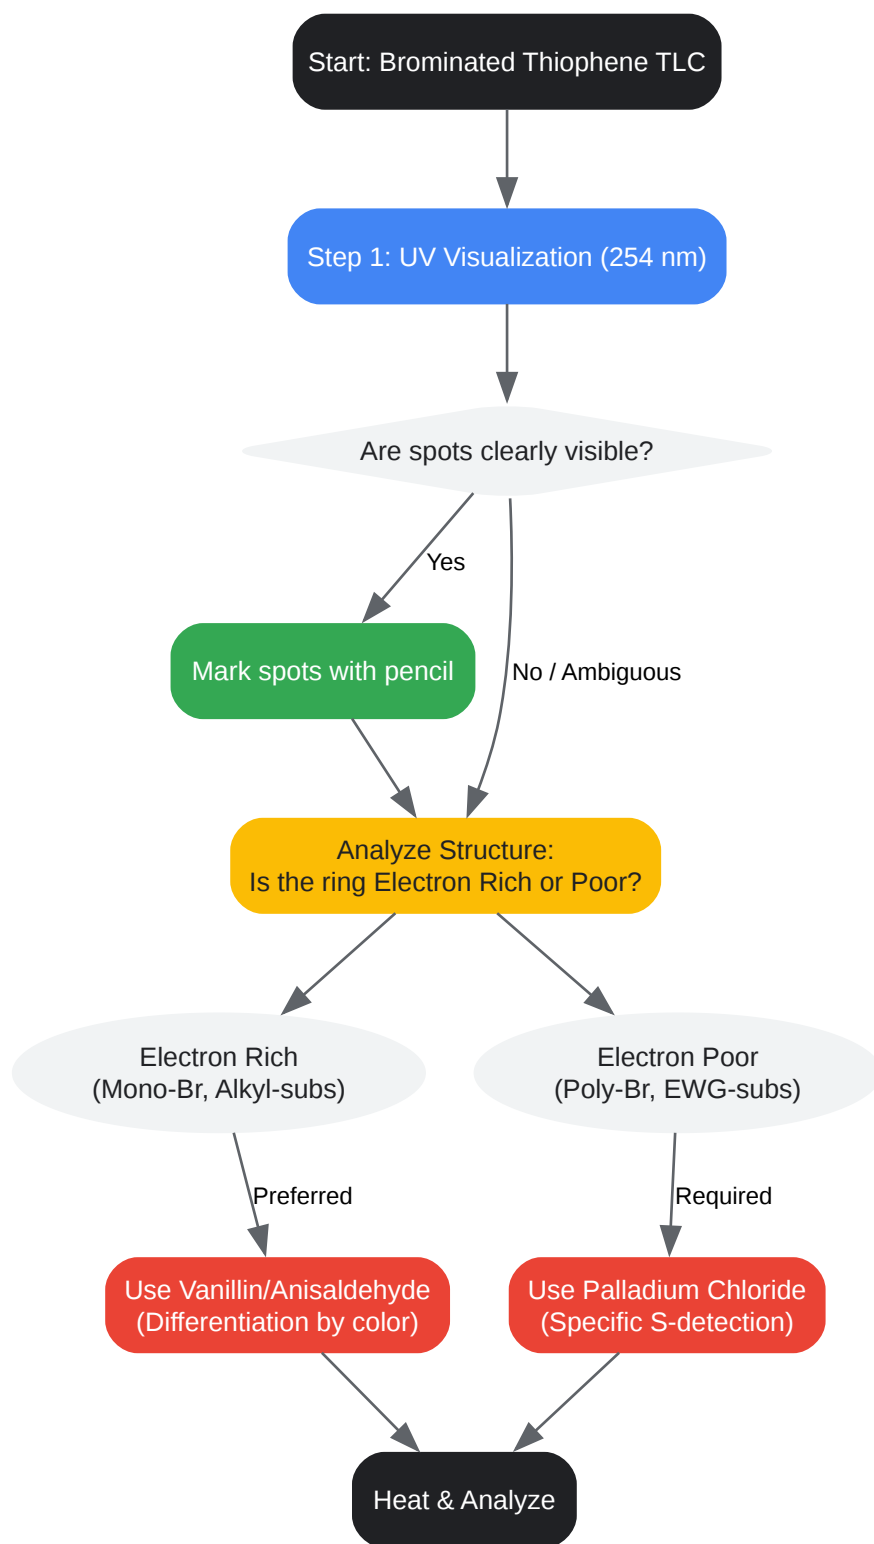 Start: Brominated Thiophene TLC
Step 1: UV Visualization (254 nm)
Are spots clearly visible?
Yes
Mark spots with pencil
No / Ambiguous
Analyze Structure:
Is the ring Electron Rich or Poor?
Electron Rich
(Mono-Br, Alkyl-subs)
Electron Poor
(Poly-Br, EWG-subs)
Preferred
Required
Use Vanillin/Anisaldehyde
(Differentiation by color)
Use Palladium Chloride
(Specific S-detection)
Heat & Analyze